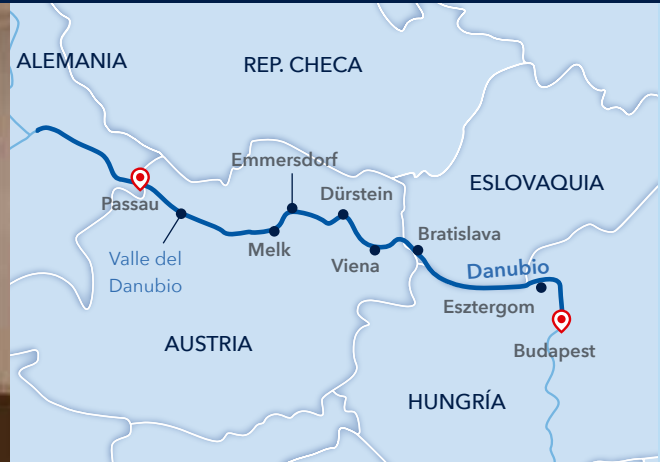 ALEMANIA
REP. CHECA
Emmersdorf
ESLOVAQUIA
Dürstein
Passau
Bratislava
Melk
Valle del
Danubio
Viena
Danubio
Esztergom
AUSTRIA
Budapest
HUNGRÍA